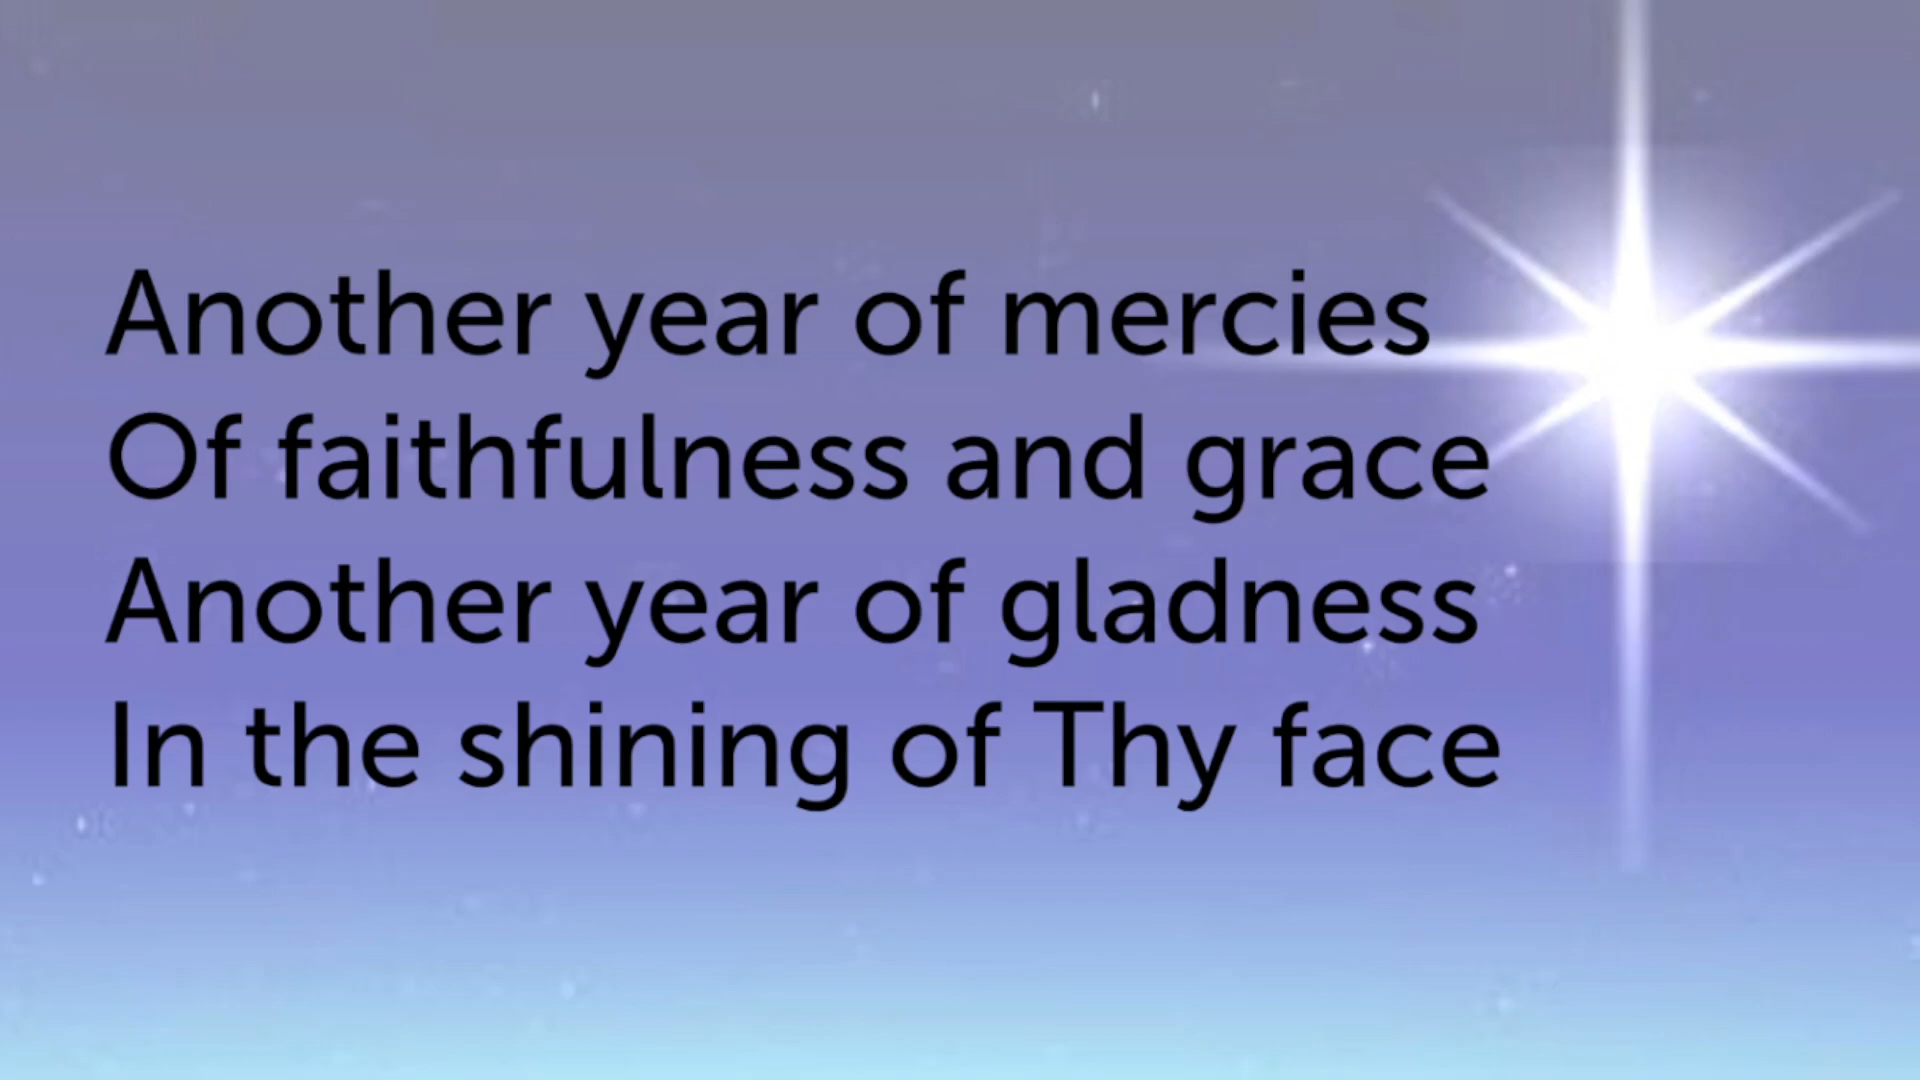 Another year of mercies
Of faithfulness and grace
Another year of gladness
In the shining of Thy face